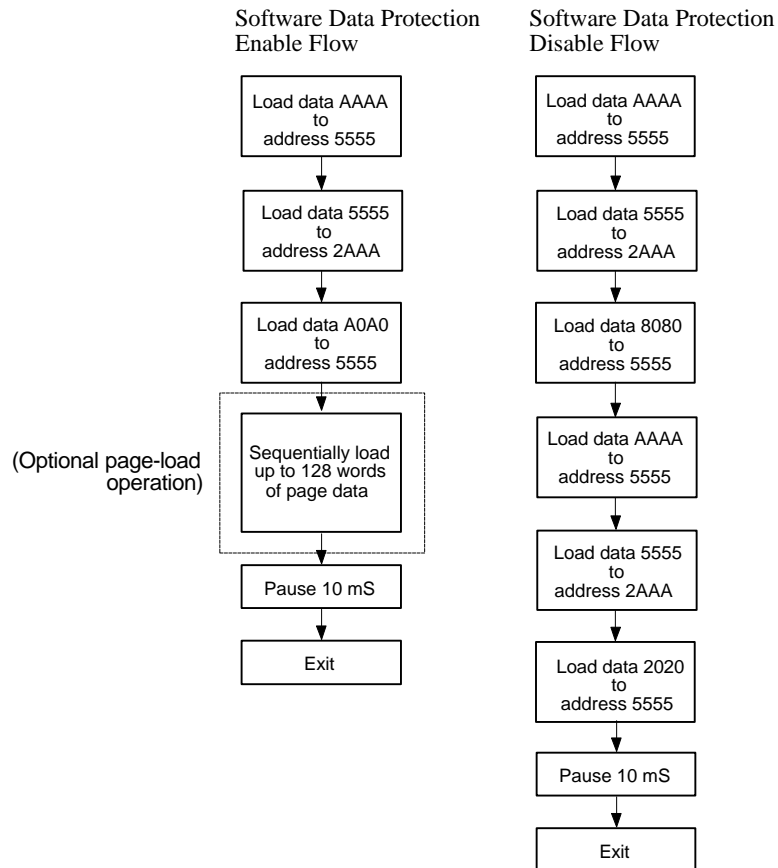 Software Data Protection
Enable Flow
Load data AAAA
to
address 5555
Load data 5555
to
address 2AAA
Load data A0A0
to
address 5555
(Optional page-load
operation)
Sequentially load
up to 128 words
of page data
Pause 10 mS
Exit
Software Data Protection
Disable Flow
Load data AAAA
to
address 5555
Load data 5555
to
address 2AAA
Load data 8080
to
address 5555
Load data AAAA
to
address 5555
Load data 5555
to
address 2AAA
Load data 2020
to
address 5555
Pause 10 mS
Exit